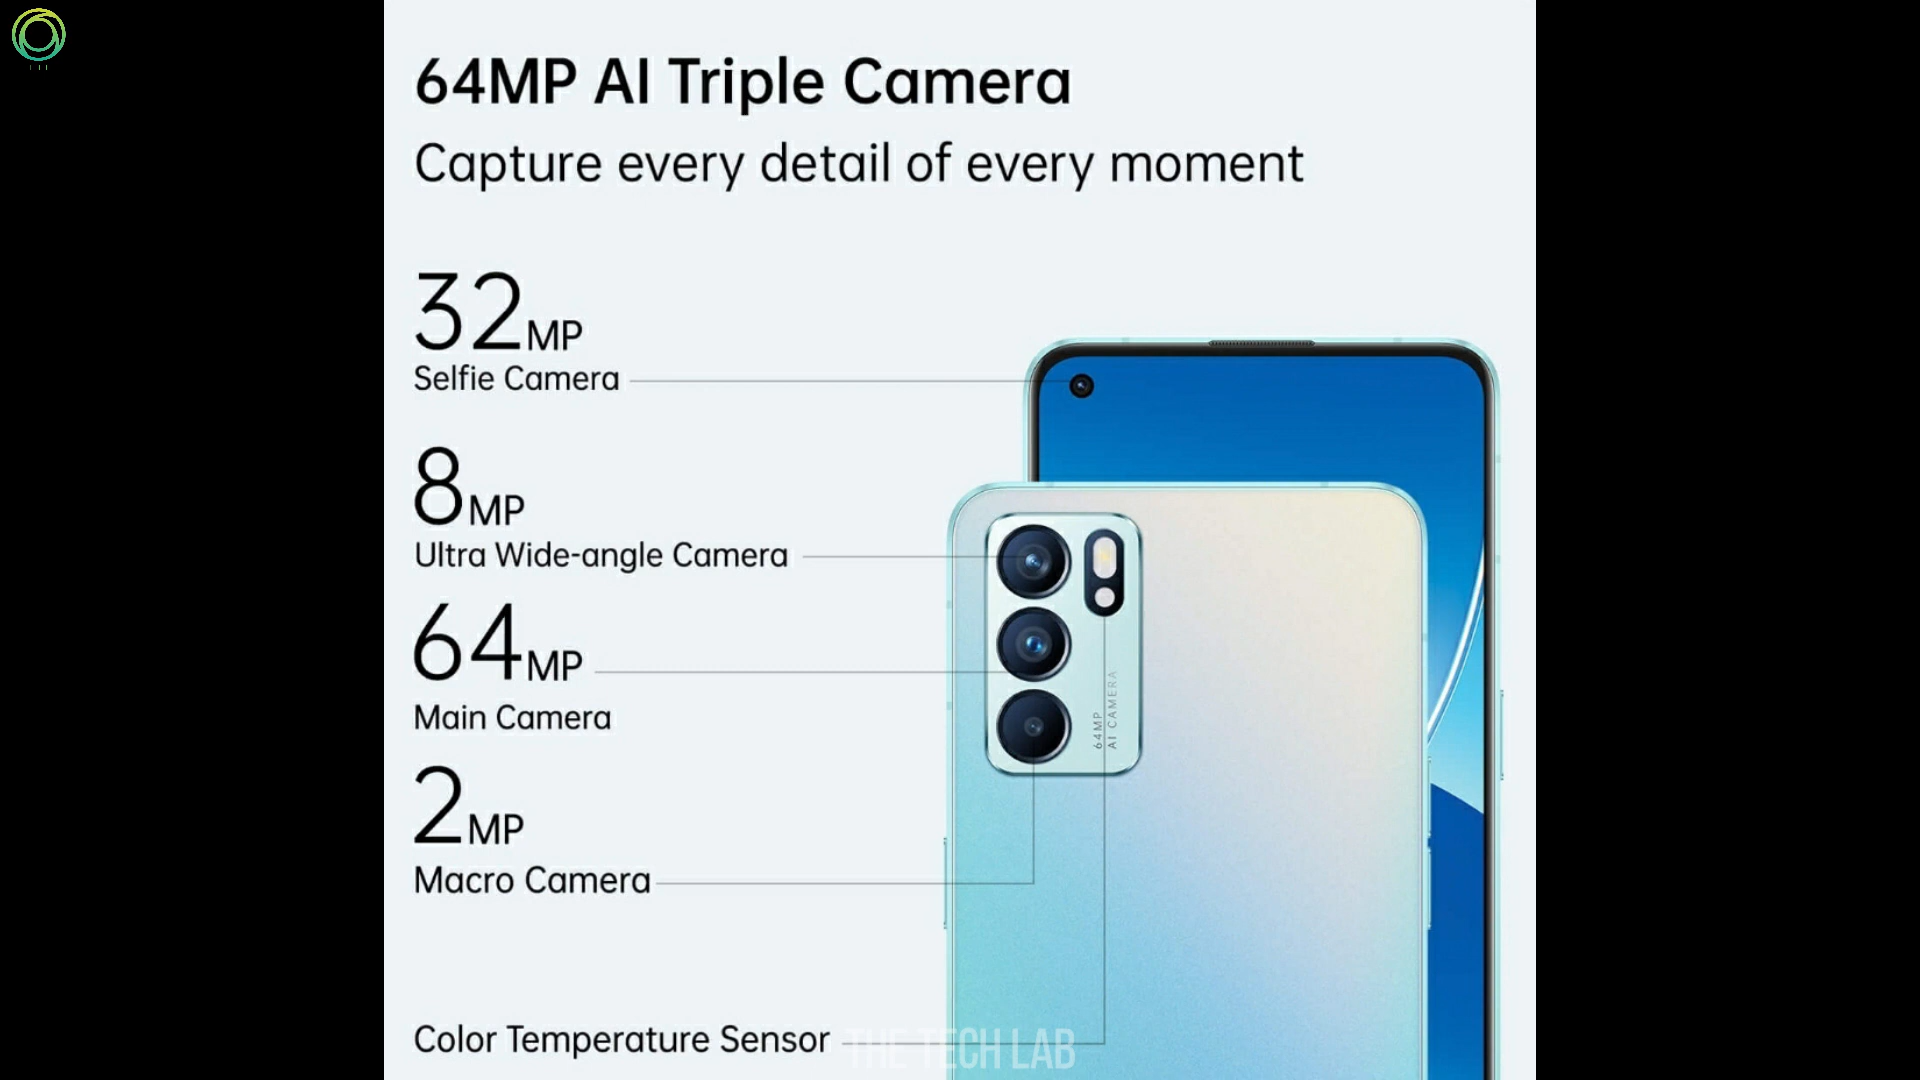 64MP AI Triple Camera
Capture every detail of every moment
32MP
Selfie Camera
8MP
Ultra Wide-angle Camera
64MP
Main Camera
2MP
Macro Camera
Color Temperature Sensor
64MP
AI CAMERA
THE TECH LAB